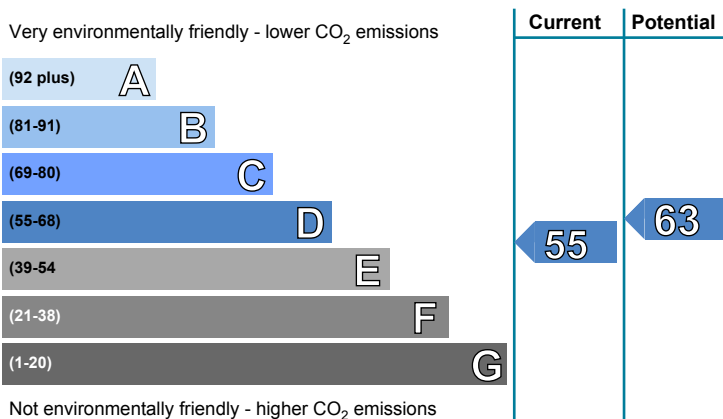 Very environmentally friendly - lower CO₂ emissions
Current
Potential
(92 plus) A
(81-91) B
(69-80) C
(55-68) D
(39-54 E
(21-38) F
(1-20) G
55
63
Not environmentally friendly - higher CO₂ emissions